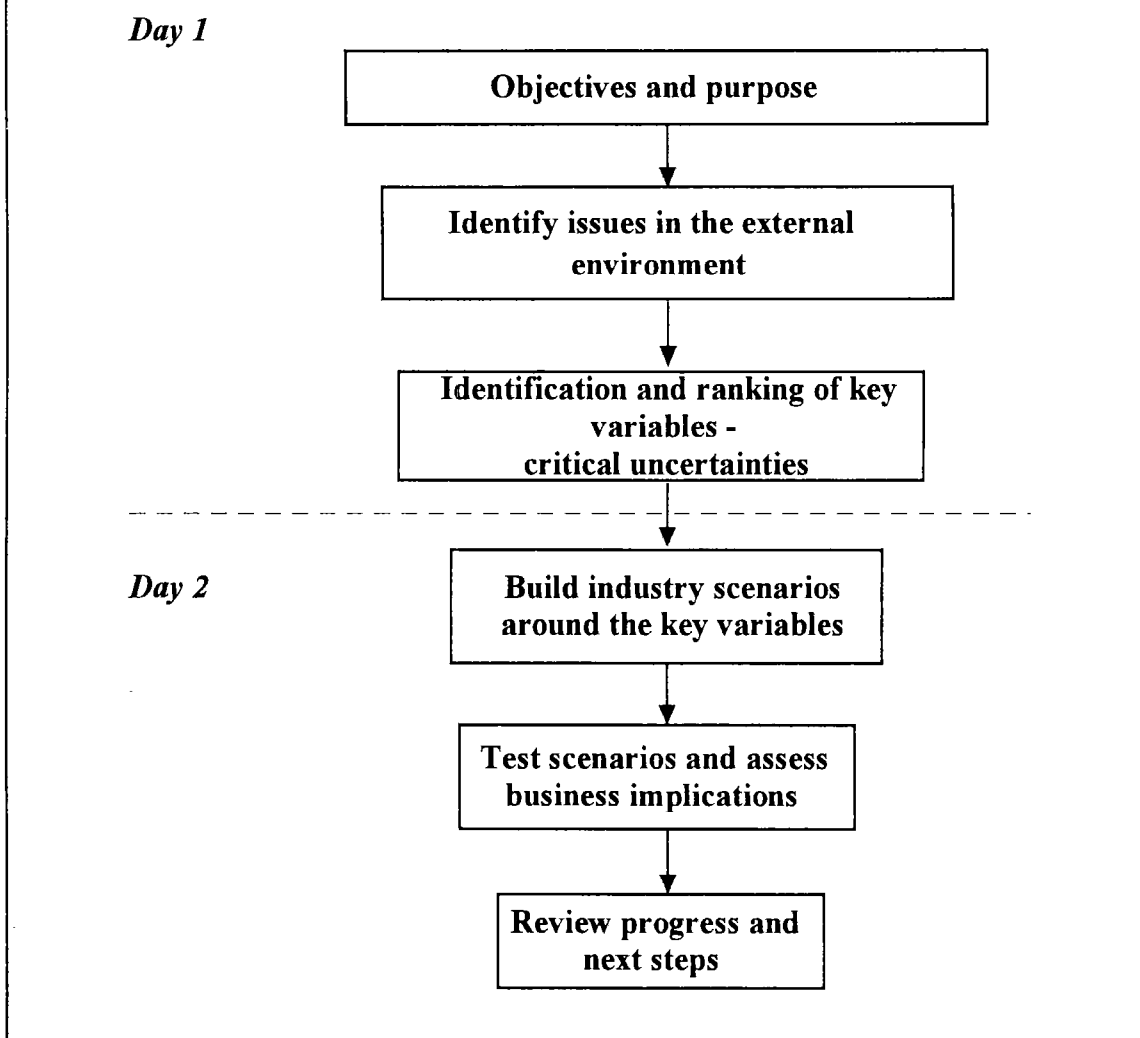 Day 1
Objectives and purpose
Identify issues in the external
environment
Identification and ranking of key
variables -
critical uncertainties
Day 2
Build industry scenarios
around the key variables
Test scenarios and assess
business implications
Review progress and
next steps